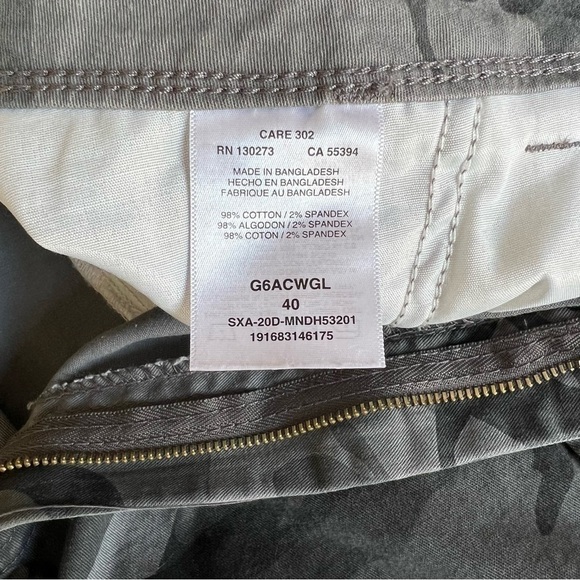 CARE 302
RN 130273 CA 55394
MADE IN BANGLADESH
HECHO EN BANGLADESH
FABRIQUE AU BANGLADESH
98% COTTON / 2% SPANDEX
98% ALGODON / 2% SPANDEX
98% COTON / 2% SPANDEX
G6ACWGL
40
SXA-20D-MNDH53201
191683146175